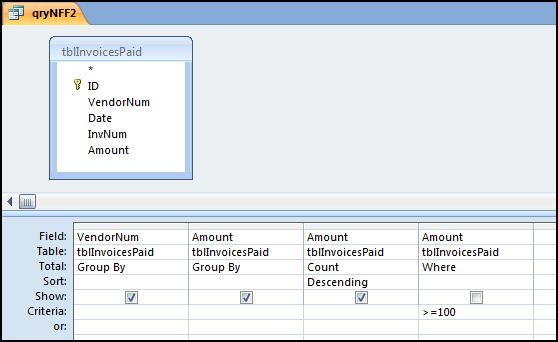 qryNFF2
tblInvoicesPaid
*
ID
VendorNum
Date
InvNum
Amount
Field: VendorNum Amount Amount Amount
Table: tblInvoicesPaid tblInvoicesPaid tblInvoicesPaid tblInvoicesPaid
Total: Group By Group By Count Where
Sort: Descending
Show:
Criteria: >=100
or: